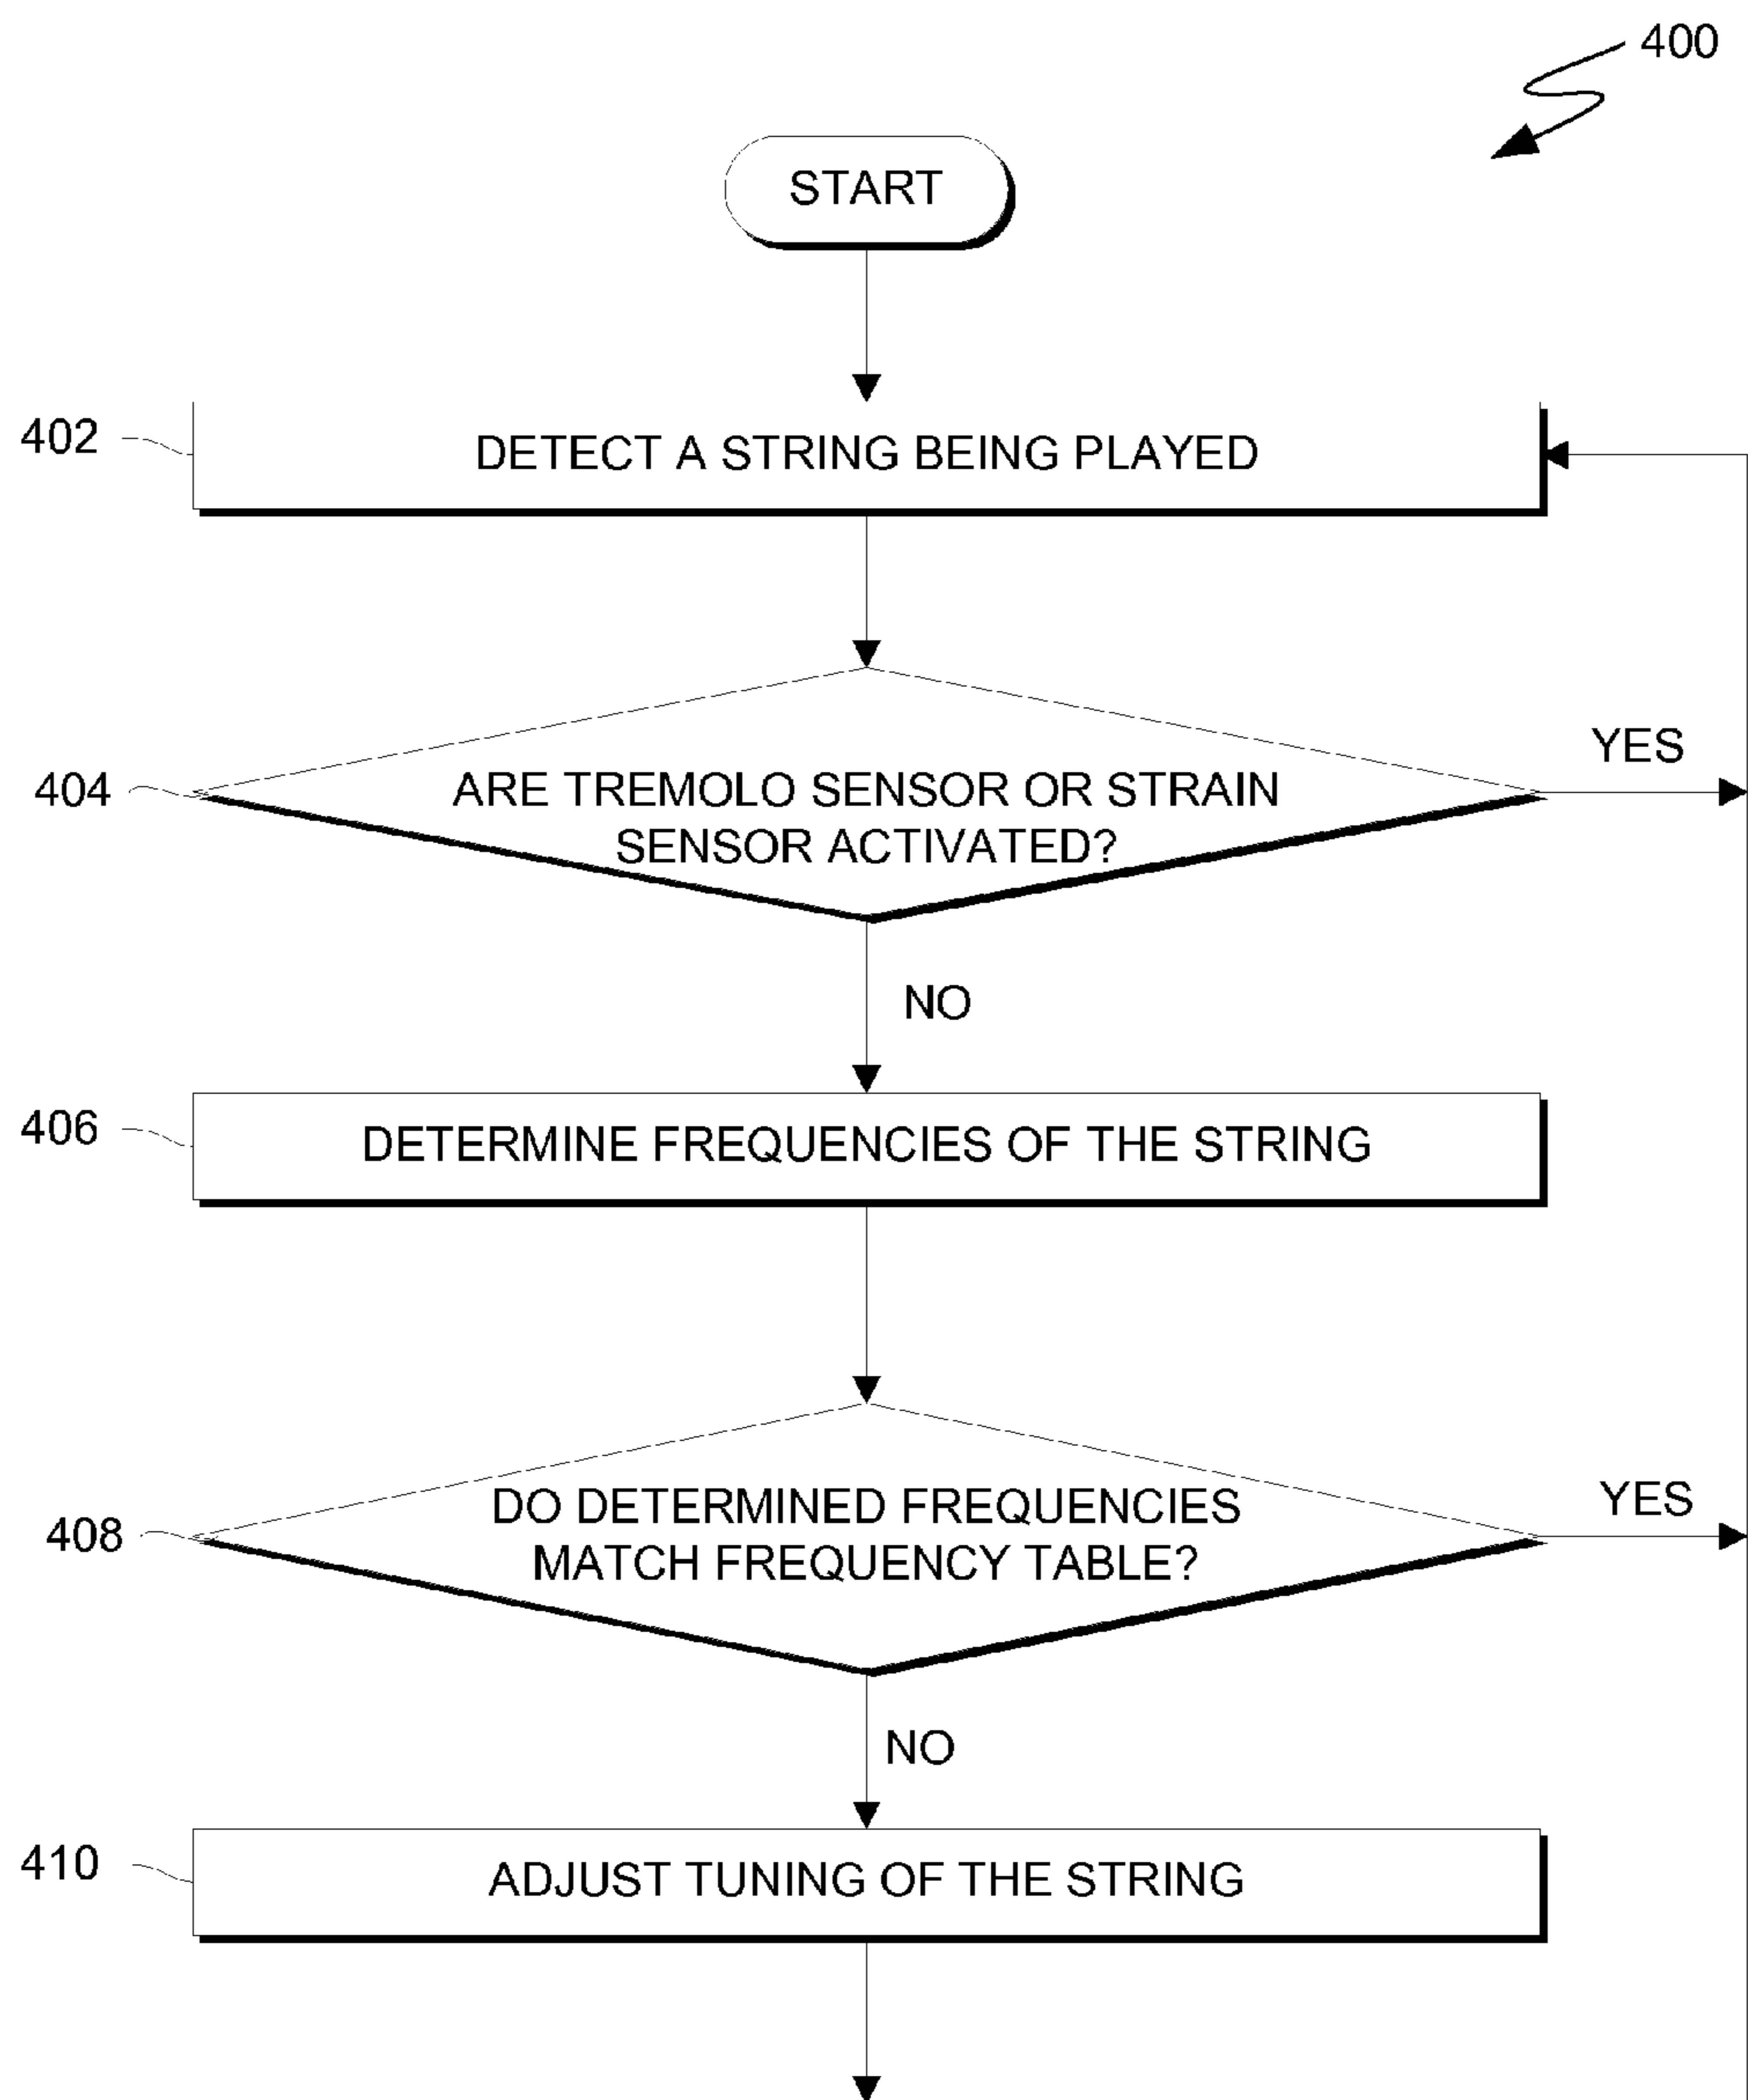 400
START
402
DETECT A STRING BEING PLAYED
YES
404
ARE TREMOLO SENSOR OR STRAIN
SENSOR ACTIVATED?
NO
406
DETERMINE FREQUENCIES OF THE STRING
YES
408
DO DETERMINED FREQUENCIES
MATCH FREQUENCY TABLE?
NO
410
ADJUST TUNING OF THE STRING